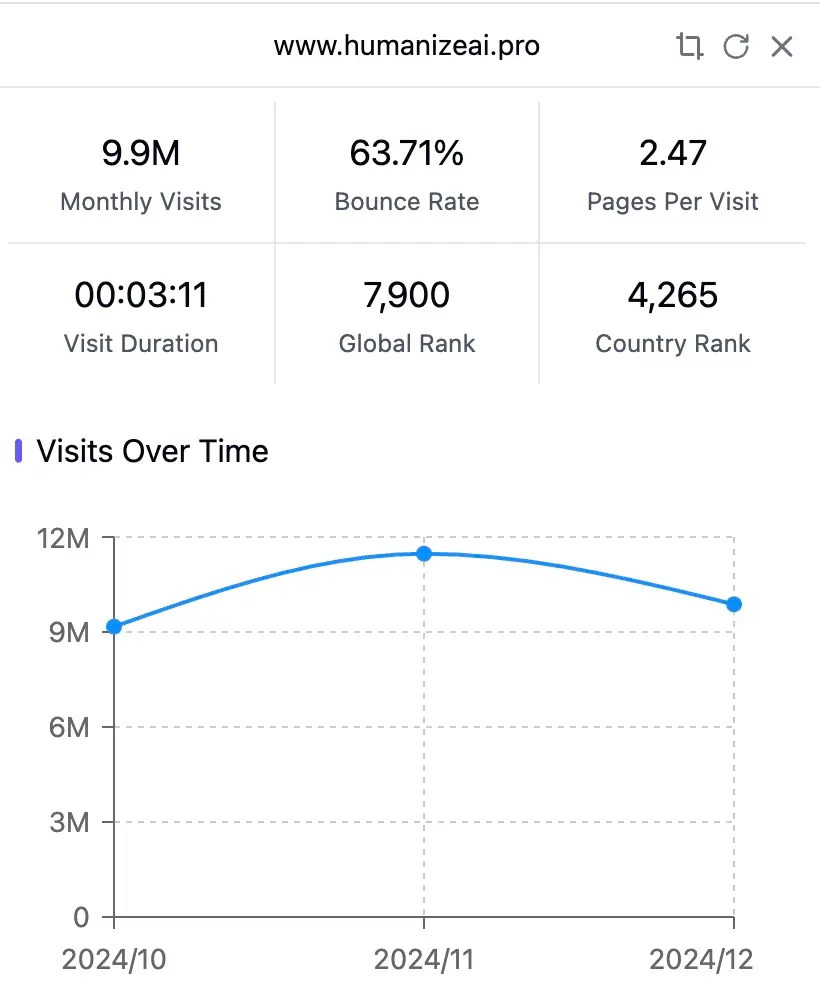 www.humanizeai.pro
9.9M 63.71% 2.47
Monthly Visits Bounce Rate Pages Per Visit
00:03:11 7,900 4,265
Visit Duration Global Rank Country Rank
Visits Over Time
12M
9M
6M
3M
0
2024/10 2024/11 2024/12